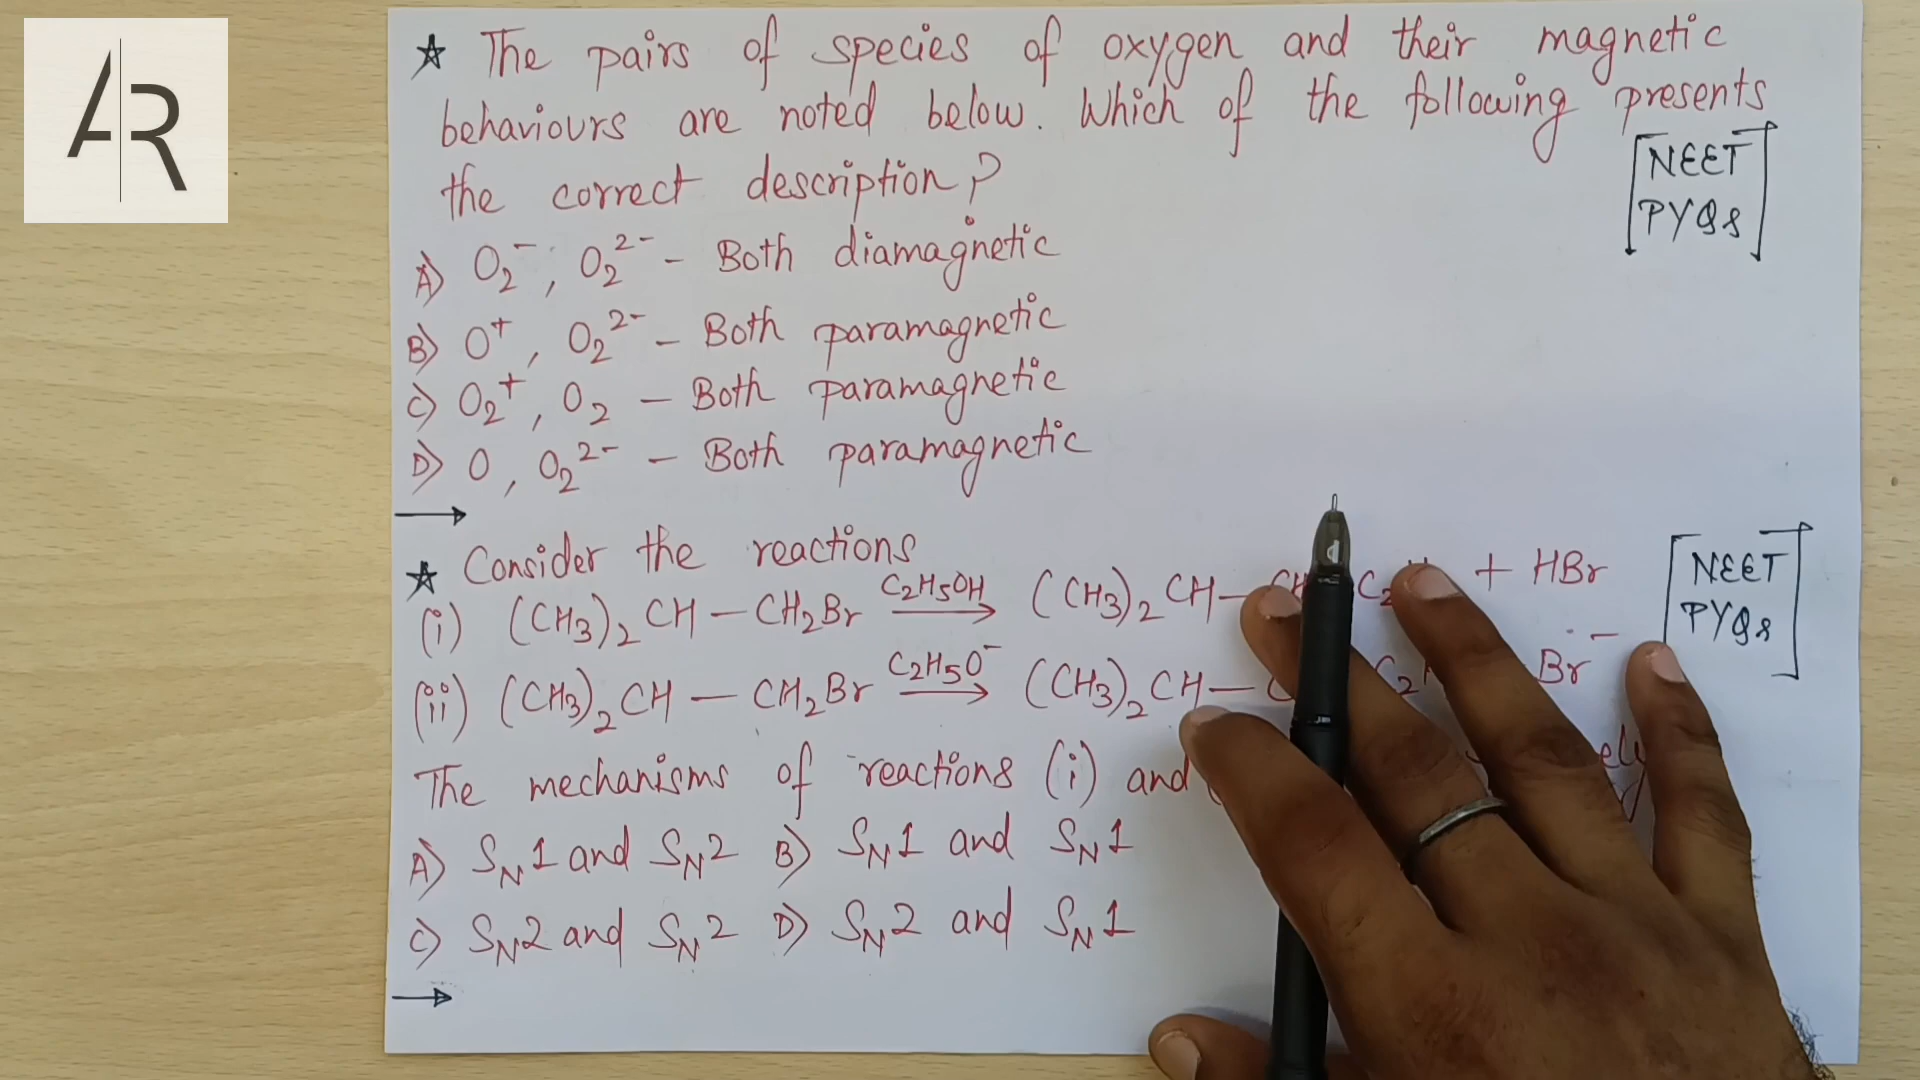 AR
★ The pairs of species of oxygen and their magnetic
behaviours are noted below. Which of the following presents
the correct description?
[NEET
PYQs]
A) O₂⁻, O₂²⁻ - Both diamagnetic
B) O⁺, O₂²⁻ - Both paramagnetic
C) O₂⁺, O₂ - Both paramagnetic
D) O, O₂²⁻ - Both paramagnetic
→
★ Consider the reactions
[NEET
PYQs]
(i) (CH₃)₂CH - CH₂Br C₂H₅OH → (CH₃)₂CH - + HBr
(ii) (CH₃)₂CH - CH₂Br C₂H₅O⁻ → (CH₃)₂CH - Br⁻
The mechanisms of reactions (i) and
A) SN1 and SN2 B) SN1 and SN1
C) SN2 and SN2 D) SN2 and SN1
→